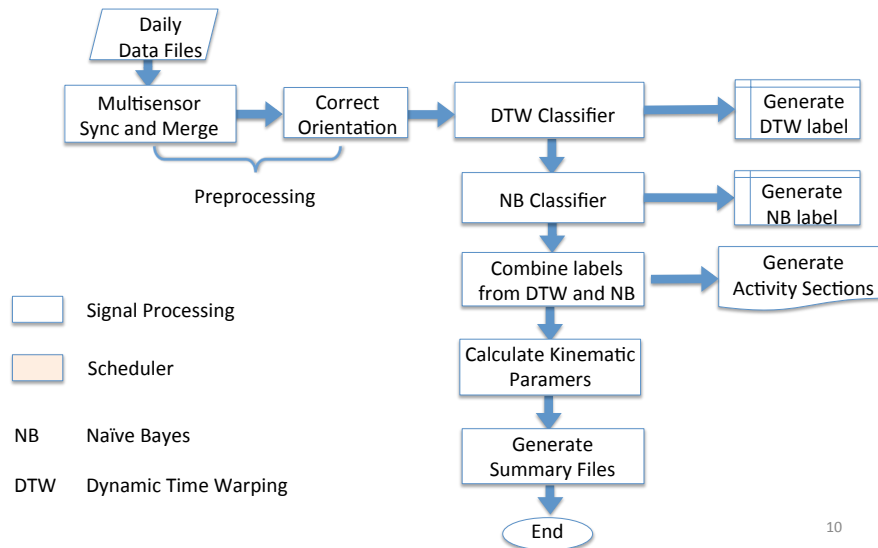 Daily
Data Files
Multisensor
Sync and Merge
Correct
Orientation
DTW Classifier
Generate
DTW label
Preprocessing
NB Classifier
Generate
NB label
Combine labels
from DTW and NB
Generate
Activity Sections
Signal Processing
Scheduler
Calculate Kinematic
Paramers
NB Naïve Bayes
Generate
Summary Files
DTW Dynamic Time Warping
End
10